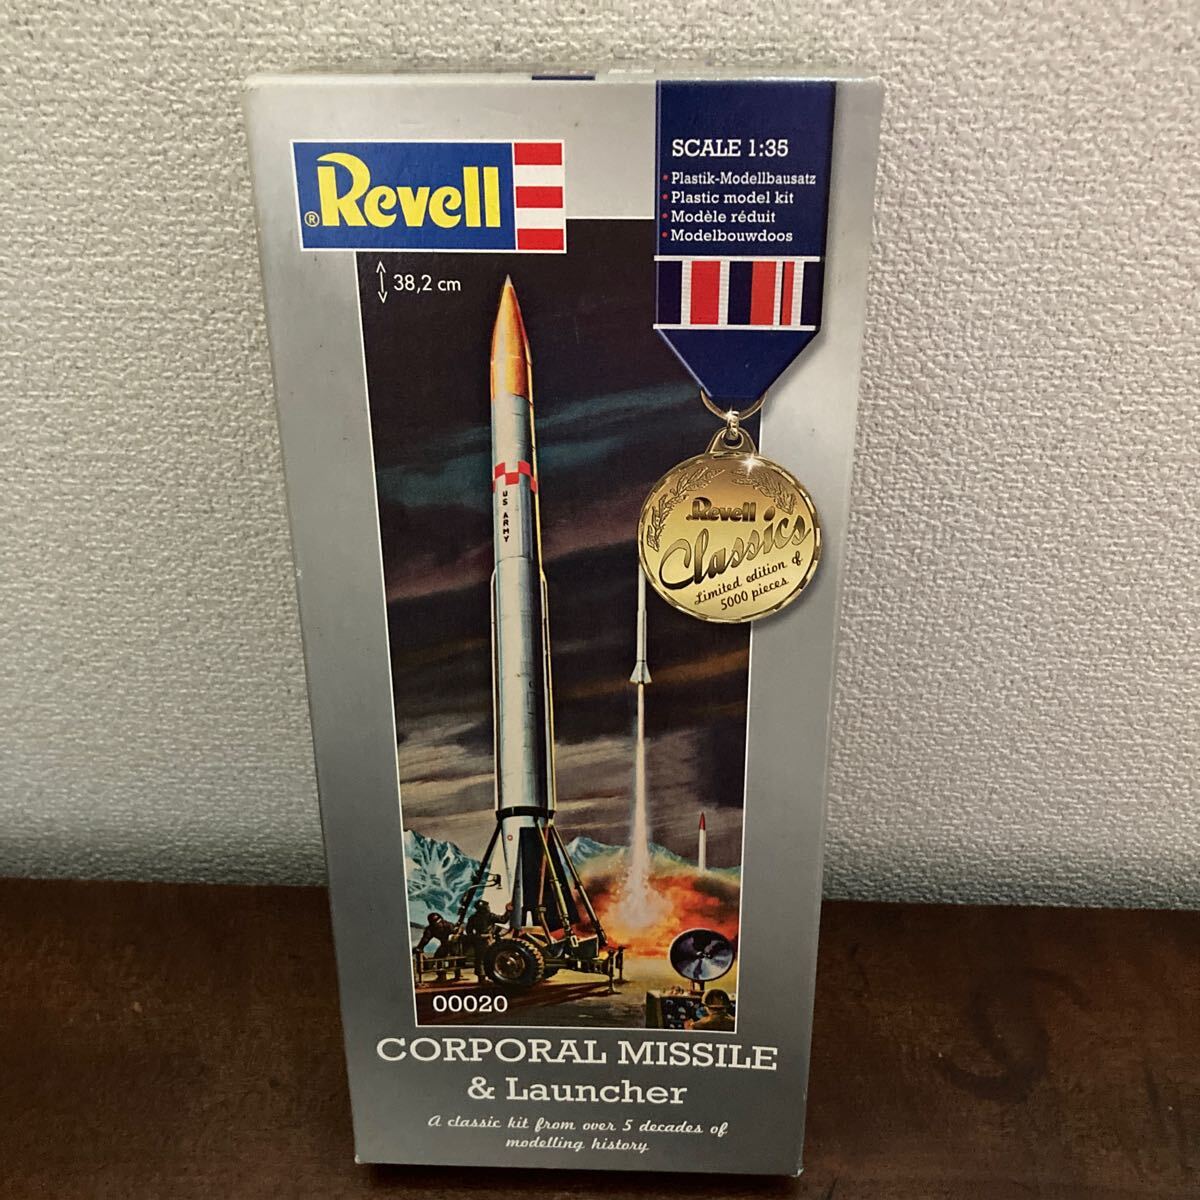 Revell
®
SCALE 1:35
• Plastik-Modellbausatz
• Plastic model kit
• Modèle réduit
• Modelbouwdoos
38,2 cm
US ARMY
Revell
Classics
Limited edition of
5000 pieces
00020
CORPORAL MISSILE
& Launcher
A classic kit from over 5 decades of
modelling history